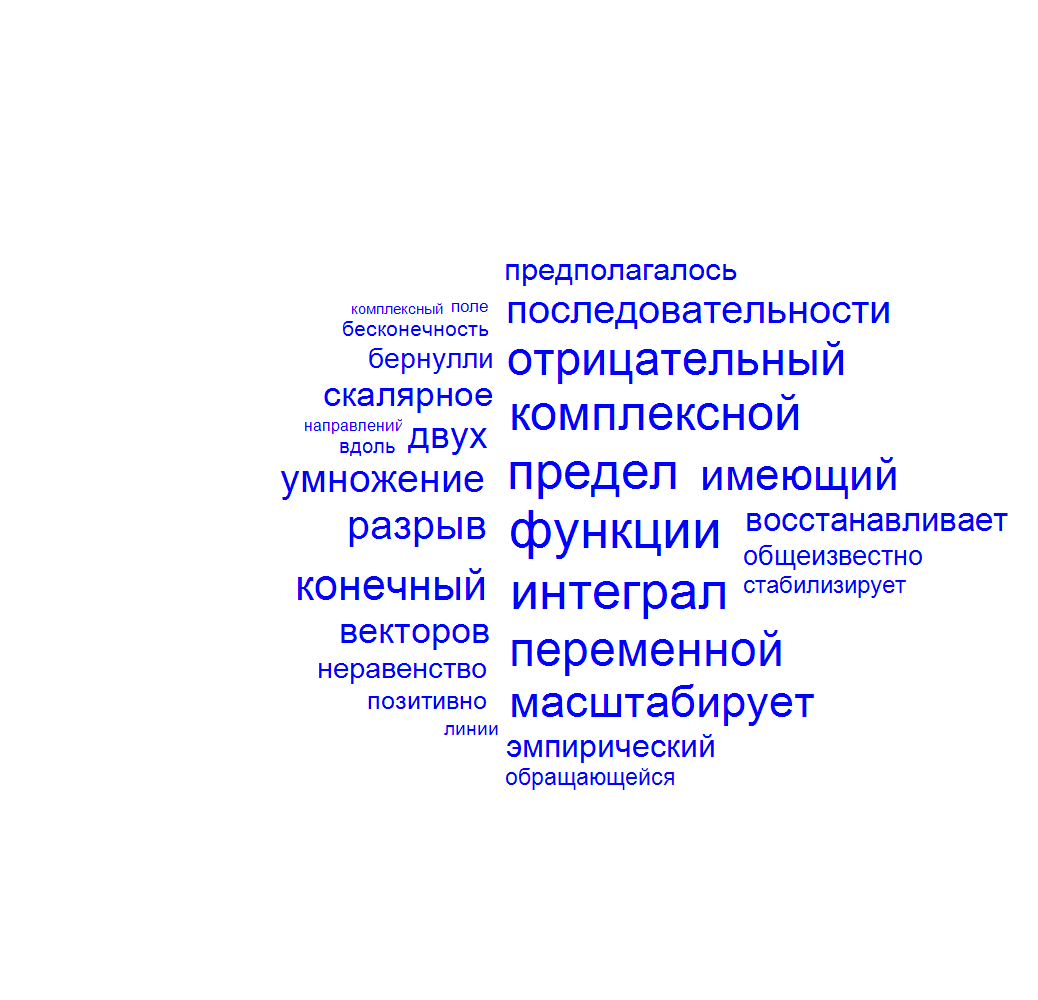 предполагалось
комплексный поле последовательности
бесконечность
бернулли отрицательный
скалярное комплексной
направлений двух
вдоль
умножение предел имеющий
разрыв функции восстанавливает
общеизвестно
конечный интеграл стабилизирует
векторов переменной
неравенство
позитивно масштабирует
линии эмпирический
обращающейся